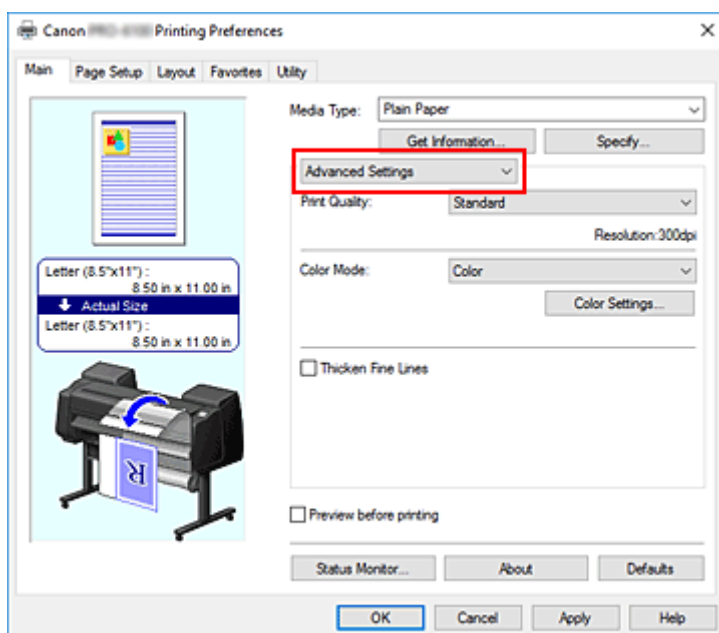 Canon Printing Preferences
Main Page Setup Layout Favorites Utility
Media Type: Plain Paper
Get Information... Specify...
Advanced Settings
Print Quality: Standard
Resolution:300dpi
Color Mode: Color
Color Settings...
Thicken Fine Lines
Letter (8.5"x11") :
8.50 in x 11.00 in
Actual Size
Letter (8.5"x11") :
8.50 in x 11.00 in
R
Preview before printing
Status Monitor... About Defaults
OK Cancel Apply Help